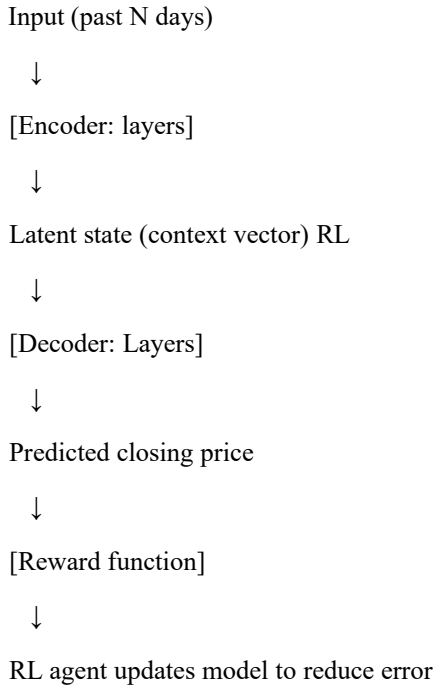 Input (past N days)
↓
[Encoder: layers]
↓
Latent state (context vector) RL
↓
[Decoder: Layers]
↓
Predicted closing price
↓
[Reward function]
↓
RL agent updates model to reduce error